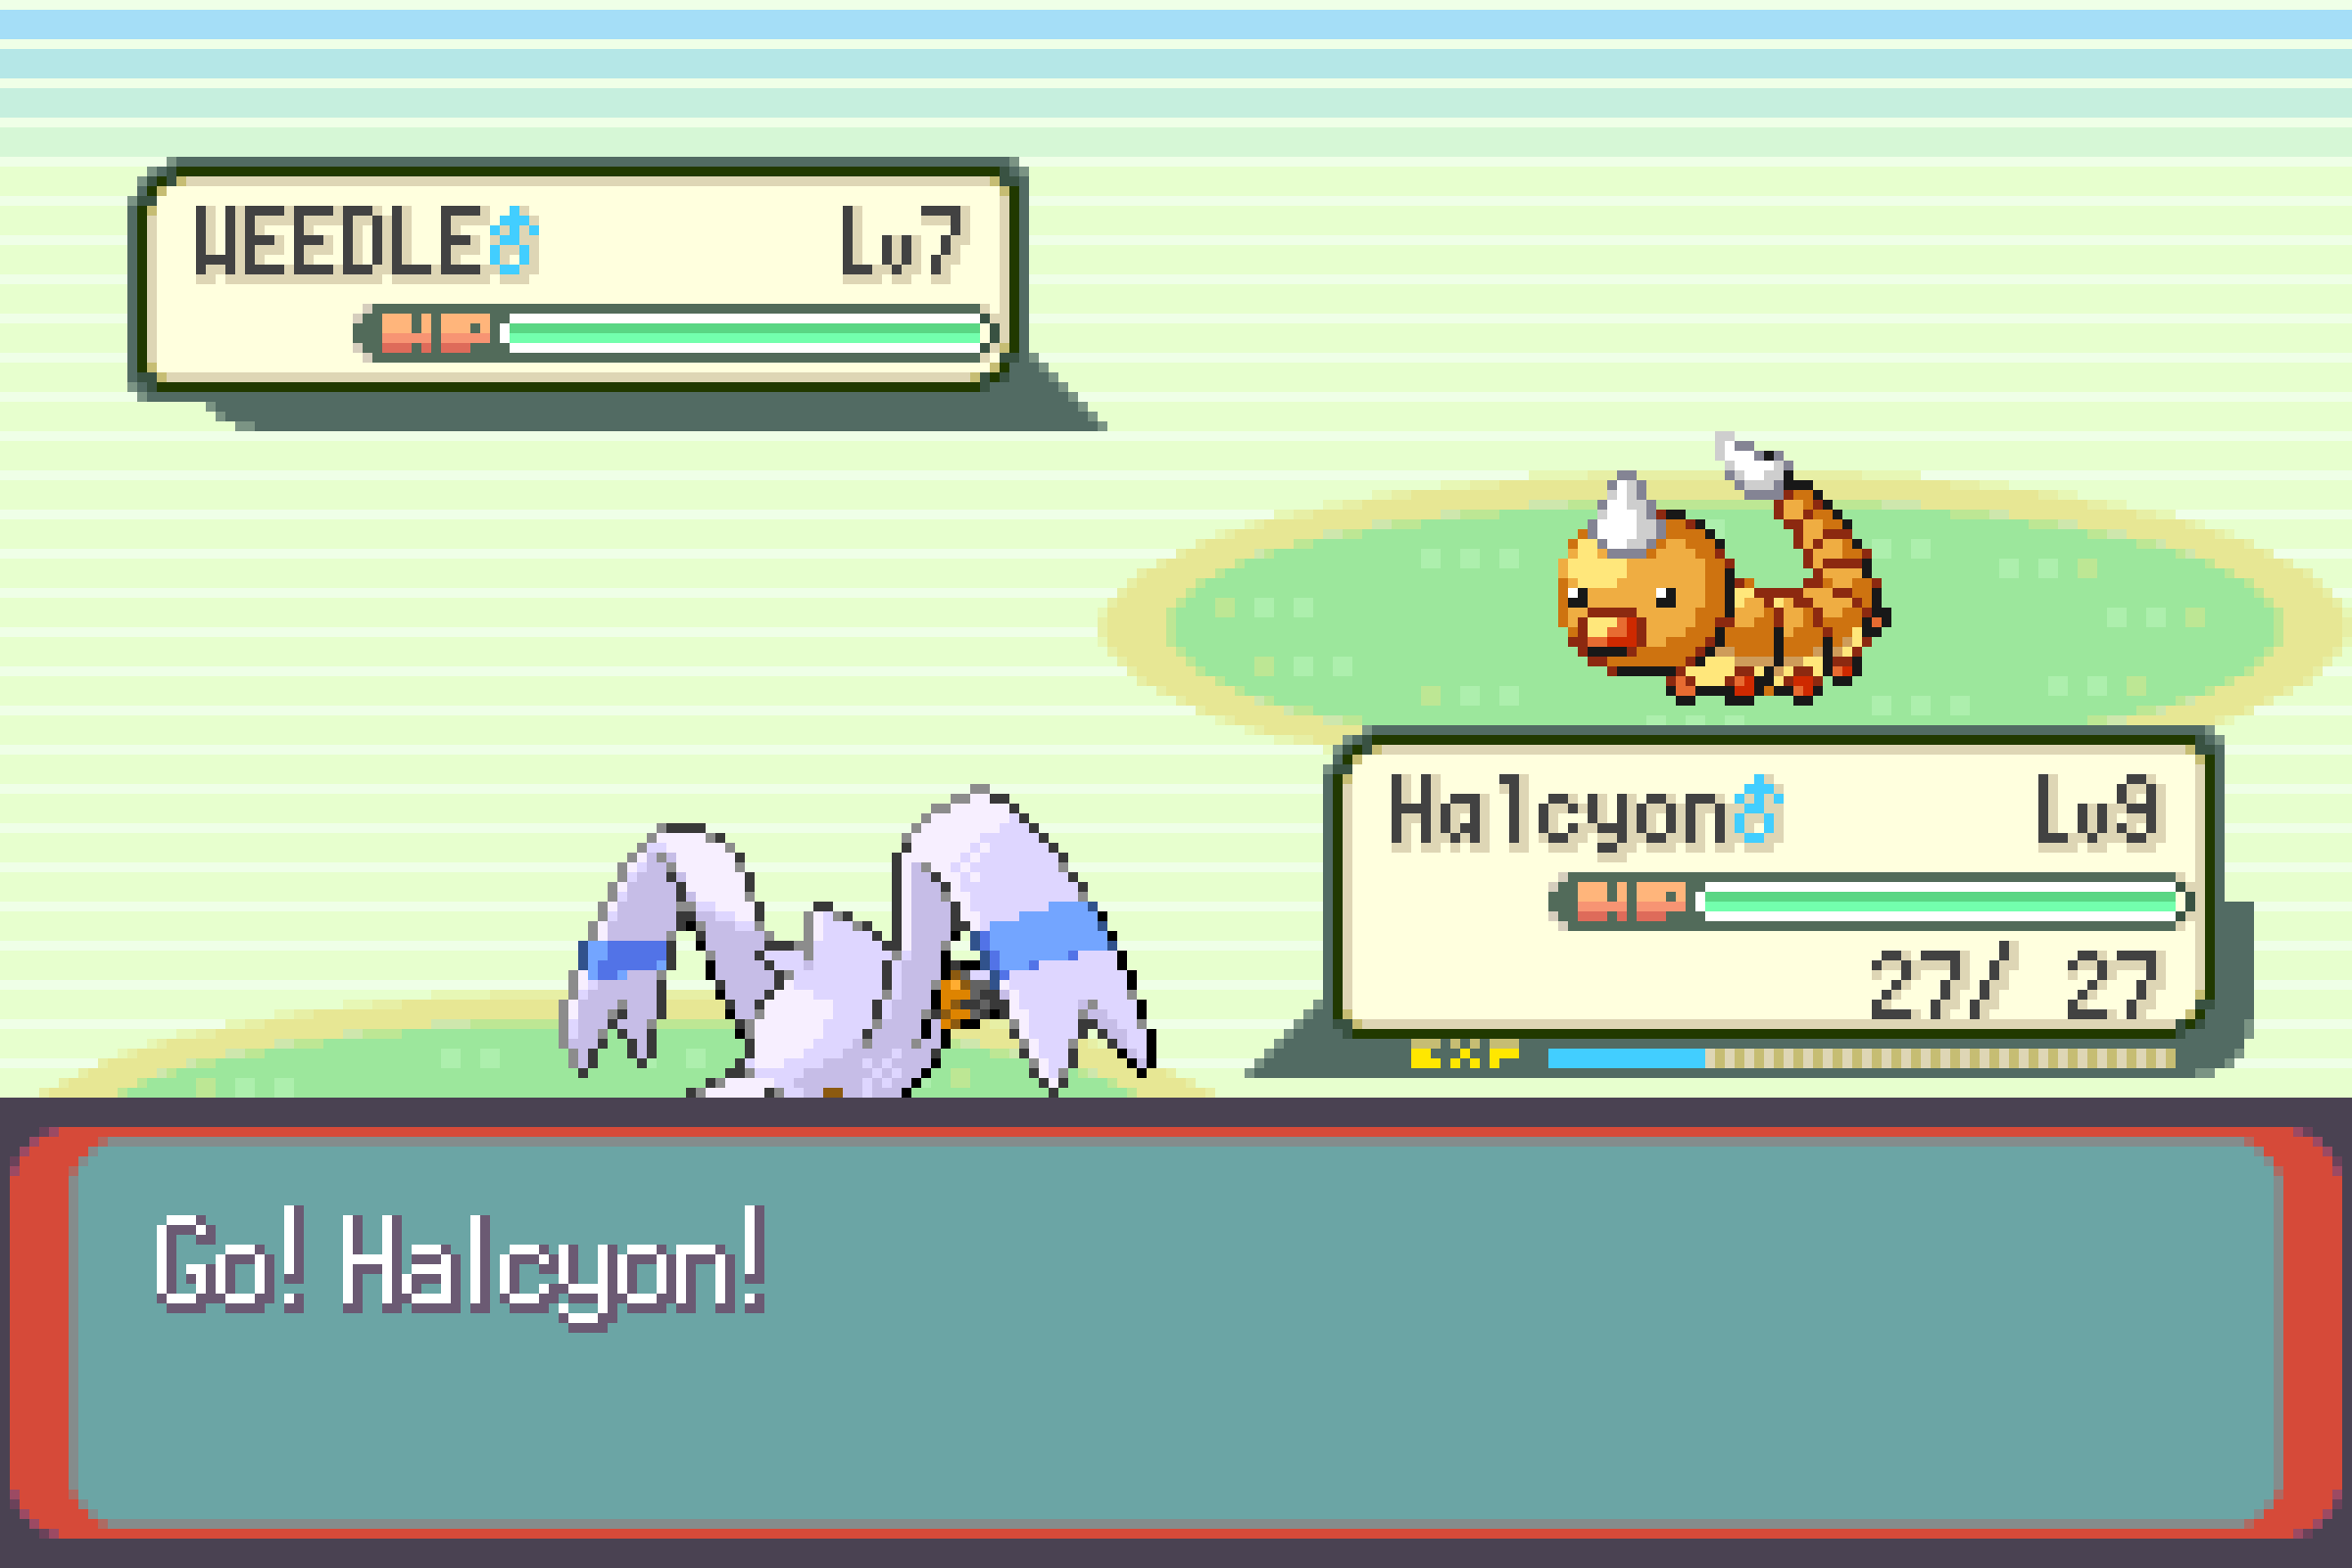 WEEDLE♂ Lv7
HP
Halcyon♂ Lv9
HP
27/ 27
EXP
Go! Halcyon!